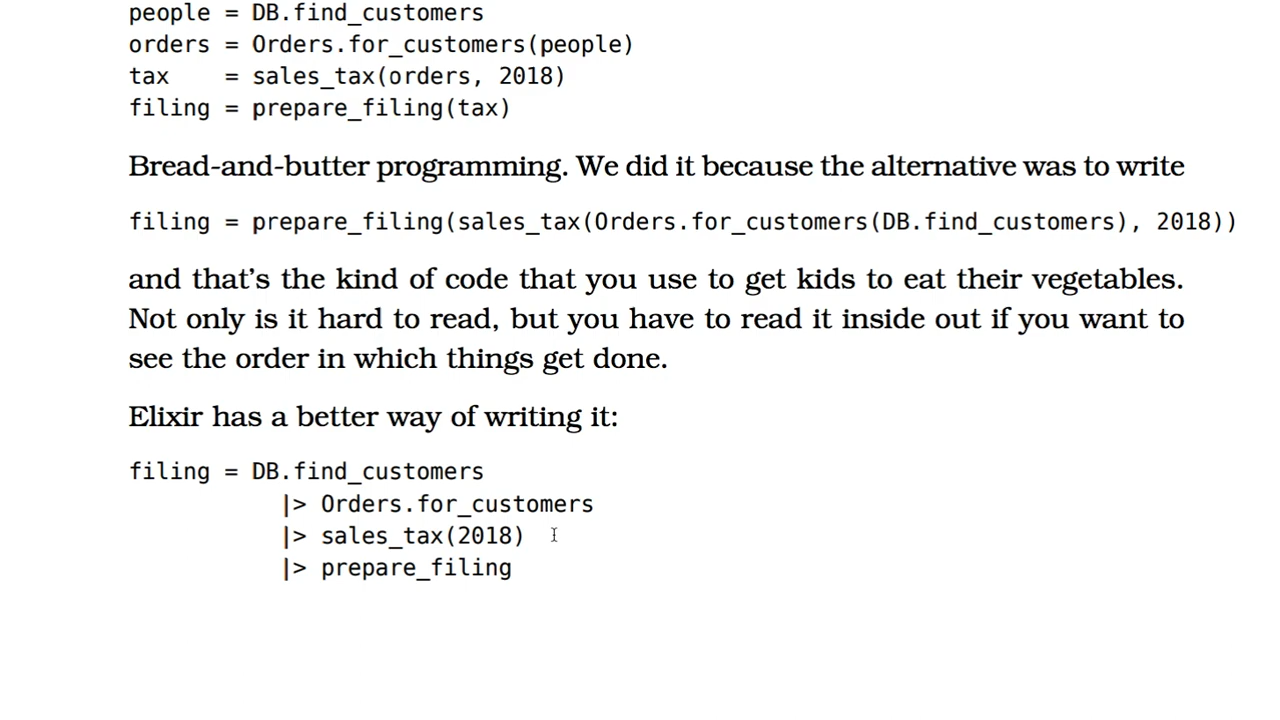 people = DB.find_customers
orders = Orders.for_customers(people)
tax    = sales_tax(orders, 2018)
filing = prepare_filing(tax)
Bread-and-butter programming. We did it because the alternative was to write
filing = prepare_filing(sales_tax(Orders.for_customers(DB.find_customers), 2018))
and that’s the kind of code that you use to get kids to eat their vegetables.
Not only is it hard to read, but you have to read it inside out if you want to
see the order in which things get done.
Elixir has a better way of writing it:
filing = DB.find_customers
           |> Orders.for_customers
           |> sales_tax(2018)
           |> prepare_filing